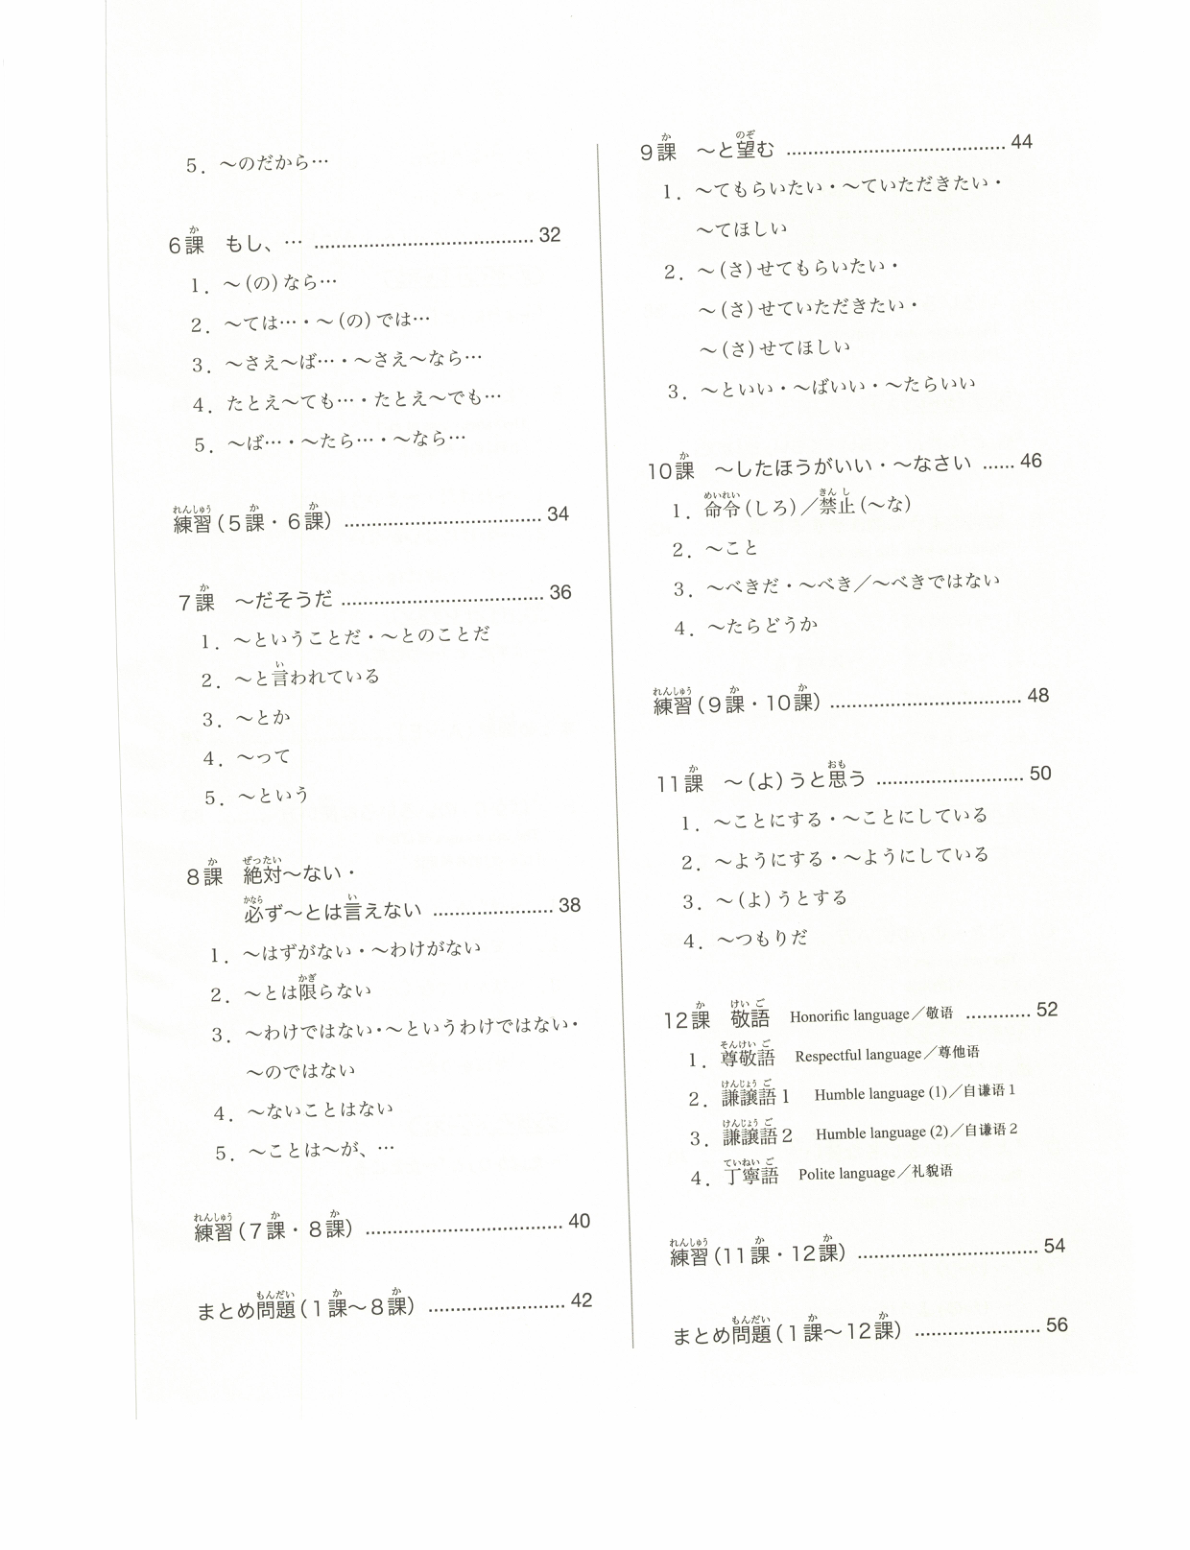 5．～のだから…
6課　もし、… ........................................ 32
1．～(の)なら…
2．～ては…・～(の)では…
3．～さえ～ば…・～さえ～なら…
4．たとえ～ても…・たとえ～でも…
5．～ば…・～たら…・～なら…
練習(5課・6課) .................................... 34
7課　～だそうだ ..................................... 36
1．～ということだ・～とのことだ
2．～と言われている
3．～とか
4．～って
5．～という
8課　絶対～ない・
必ず～とは言えない ...................... 38
1．～はずがない・～わけがない
2．～とは限らない
3．～わけではない・～というわけではない・
～のではない
4．～ないことはない
5．～ことは～が、…
練習(7課・8課) .................................... 40
まとめ問題(1課～8課) ......................... 42
9課　～と望む ........................................ 44
1．～てもらいたい・～ていただきたい・
～てほしい
2．～(さ)せてもらいたい・
～(さ)せていただきたい・
～(さ)せてほしい
3．～といい・～ばいい・～たらいい
10課　～したほうがいい・～なさい ...... 46
1．命令(しろ)／禁止(～な)
2．～こと
3．～べきだ・～べき／～べきではない
4．～たらどうか
練習(9課・10課) ................................... 48
11課　～(よ)うと思う ........................... 50
1．～ことにする・～ことにしている
2．～ようにする・～ようにしている
3．～(よ)うとする
4．～つもりだ
12課　敬語　Honorific language／敬语 ............ 52
1．尊敬語　Respectful language／尊他语
2．謙譲語1　Humble language (1)／自谦语1
3．謙譲語2　Humble language (2)／自谦语2
4．丁寧語　Polite language／礼貌语
練習(11課・12課) ................................. 54
まとめ問題(1課～12課) ....................... 56